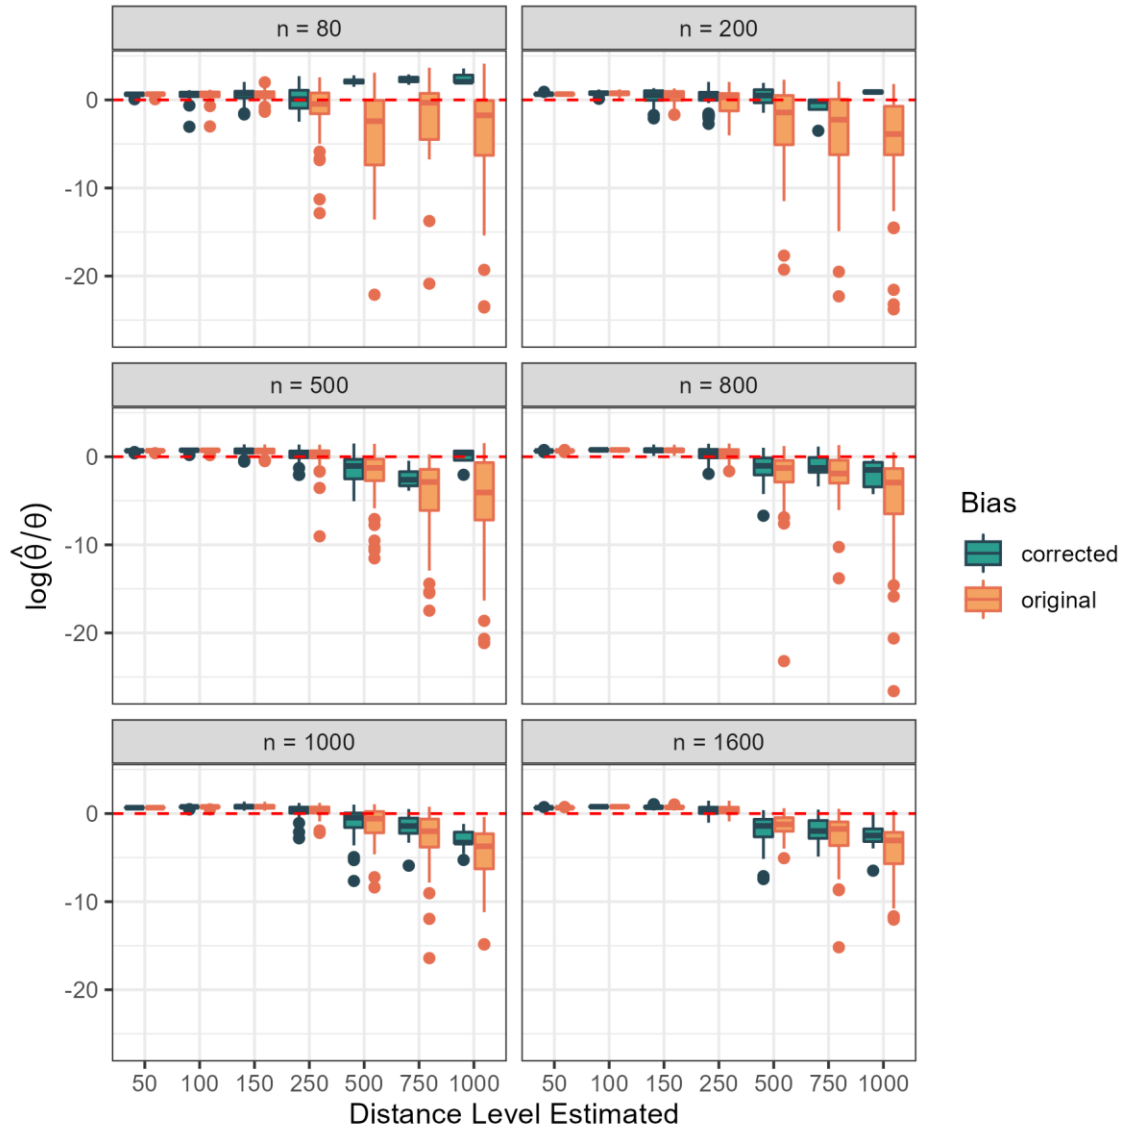 n = 80
n = 200
0
-10
-20
n = 500
n = 800
0
-10
-20
n = 1000
n = 1600
0
-10
-20
50 100 150 250 500 750 1000
50 100 150 250 500 750 1000
Distance Level Estimated
log(θ̂/θ)
Bias
corrected
original